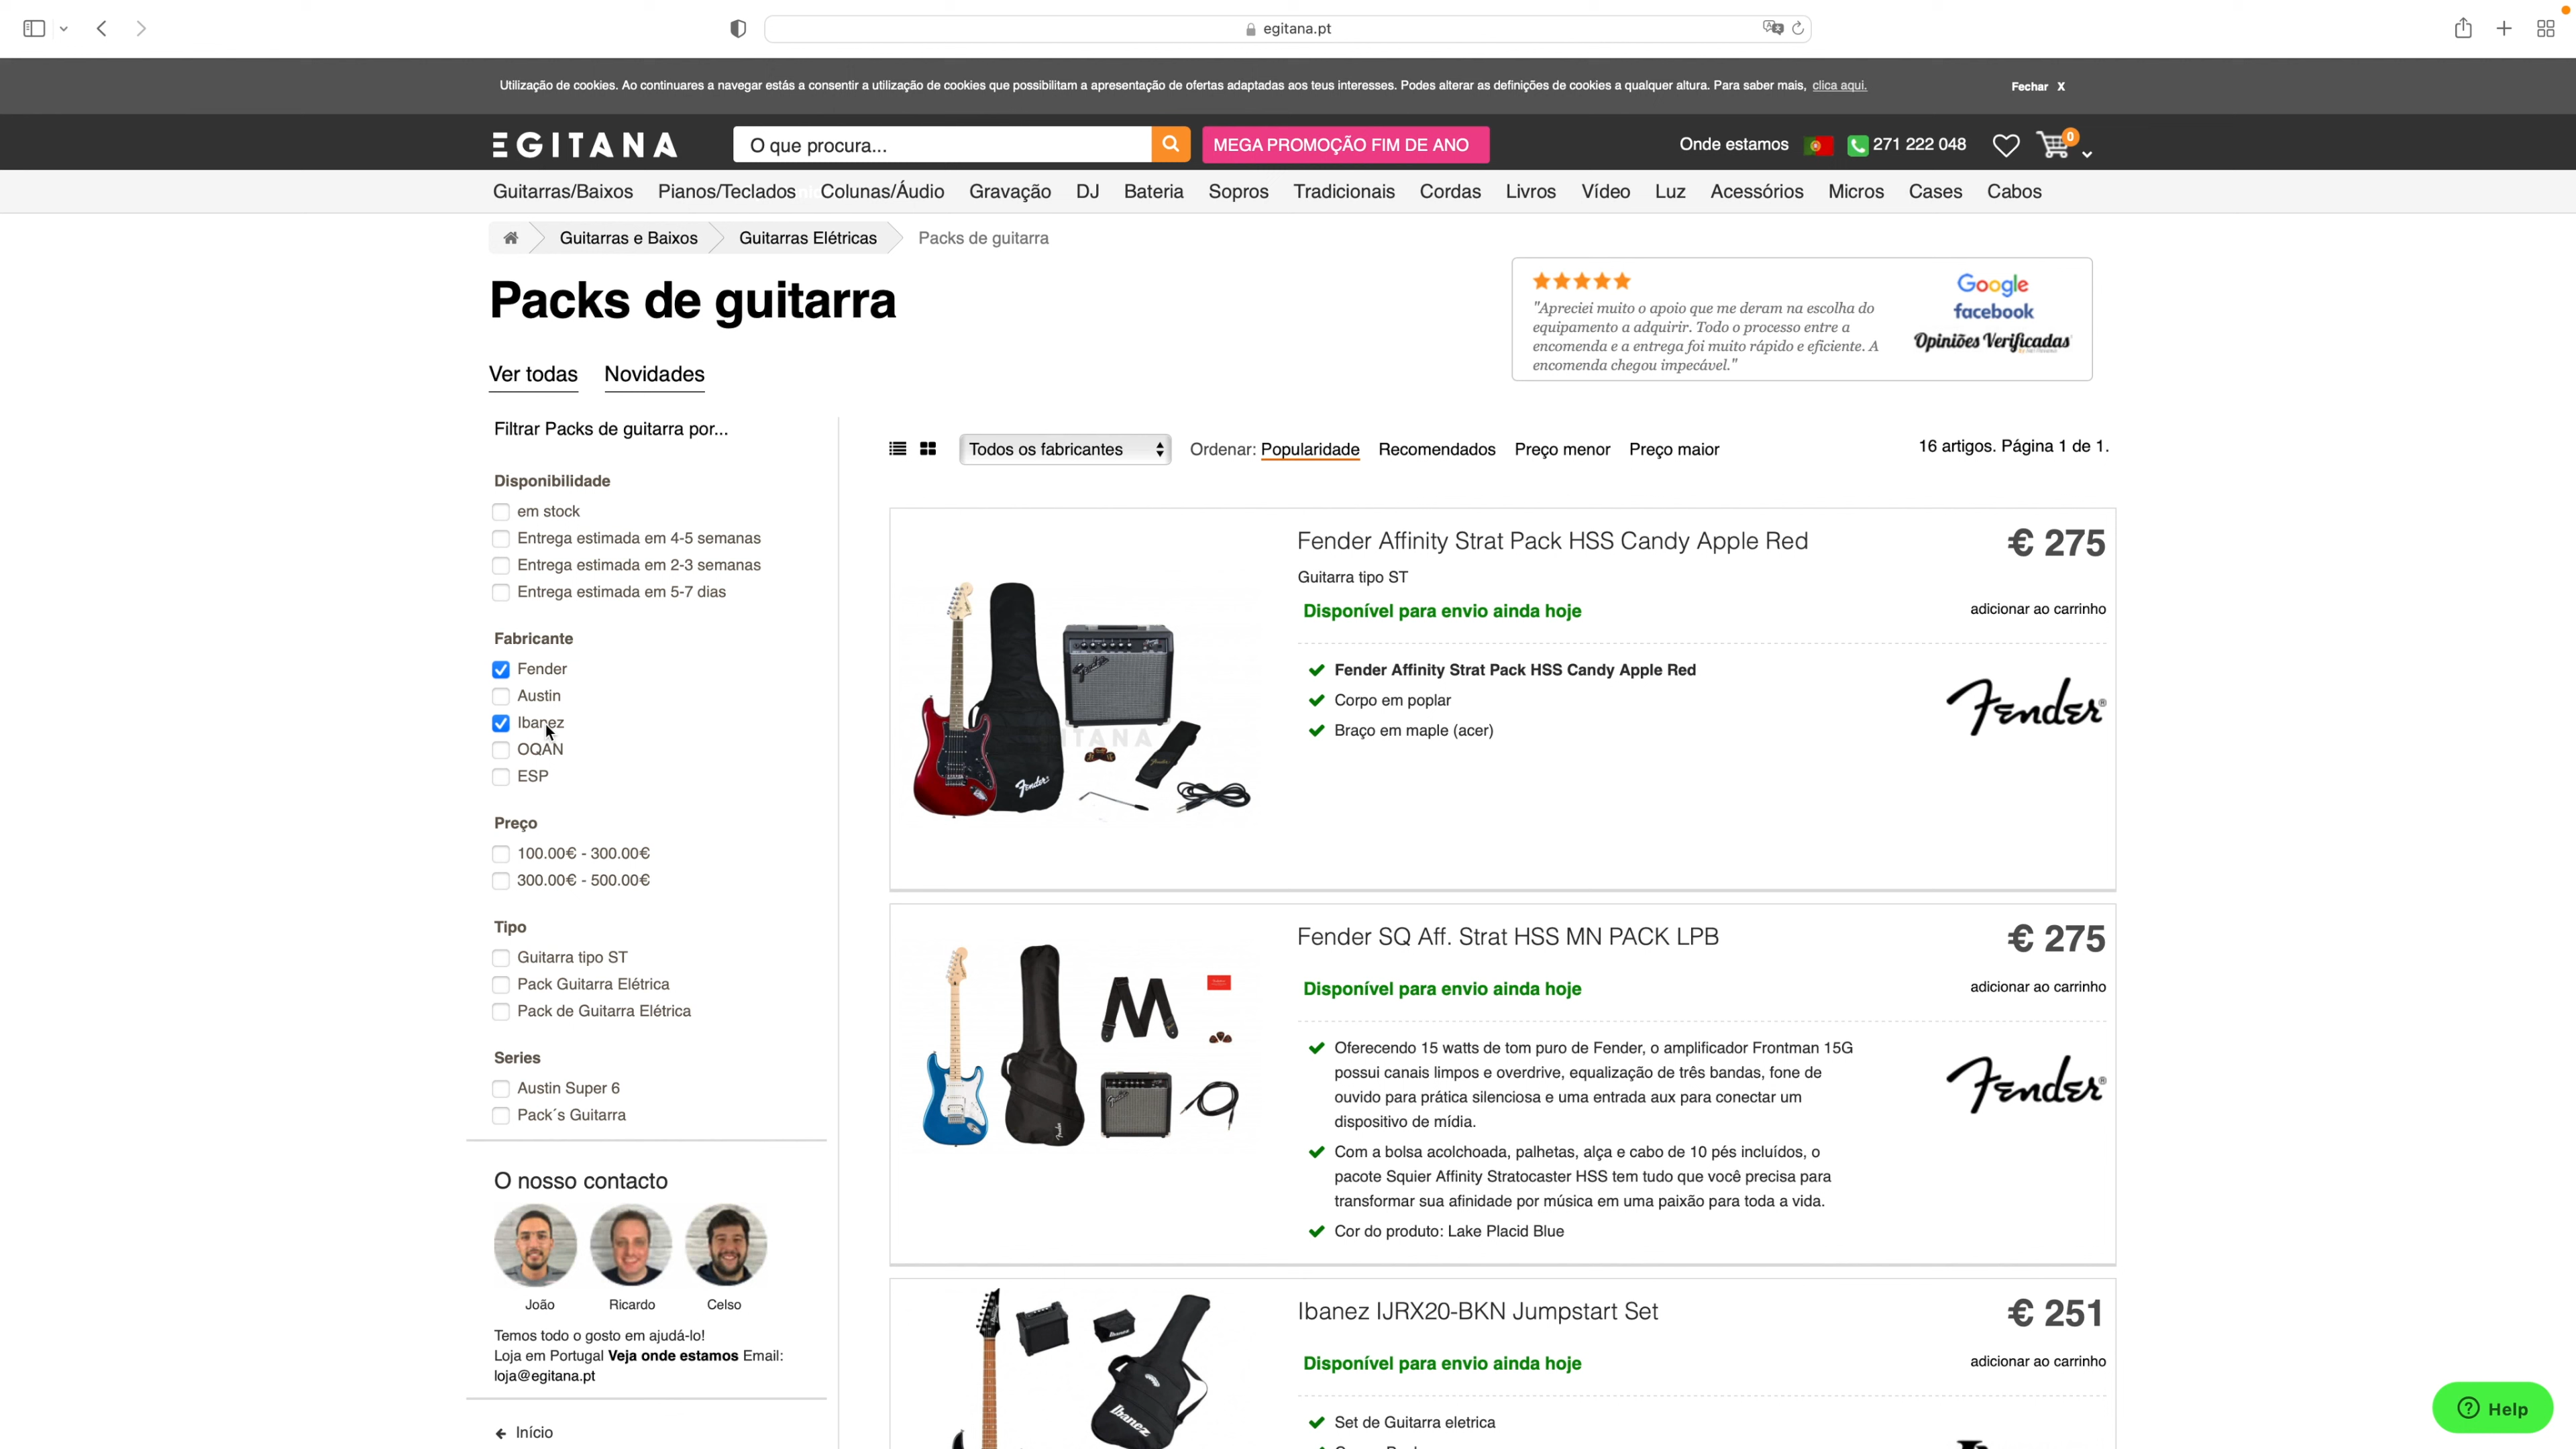 egitana.pt
Utilização de cookies. Ao continuares a navegar estás a consentir a utilização de cookies que possibilitam a apresentação de ofertas adaptadas aos teus interesses. Podes alterar as definições de cookies a qualquer altura. Para saber mais, clica aqui.
Fechar X
EGITANA
O que procura...
MEGA PROMOÇÃO FIM DE ANO
Onde estamos
271 222 048
0
Guitarras/Baixos Pianos/Teclados Colunas/Áudio Gravação DJ Bateria Sopros Tradicionais Cordas Livros Vídeo Luz Acessórios Micros Cases Cabos
Guitarras e Baixos Guitarras Elétricas Packs de guitarra
Packs de guitarra
"Apreciei muito o apoio que me deram na escolha do
equipamento a adquirir. Todo o processo entre a
encomenda e a entrega foi muito rápido e eficiente. A
encomenda chegou impecável."
Google
facebook
Opiniões Verificadas
Ver todas Novidades
Filtrar Packs de guitarra por...
Disponibilidade
em stock
Entrega estimada em 4-5 semanas
Entrega estimada em 2-3 semanas
Entrega estimada em 5-7 dias
Fabricante
Fender
Austin
Ibanez
OQAN
ESP
Preço
100.00€ - 300.00€
300.00€ - 500.00€
Tipo
Guitarra tipo ST
Pack Guitarra Elétrica
Pack de Guitarra Elétrica
Series
Austin Super 6
Pack´s Guitarra
O nosso contacto
João Ricardo Celso
Temos todo o gosto em ajudá-lo!
Loja em Portugal Veja onde estamos Email:
loja@egitana.pt
Início
Todos os fabricantes
Ordenar: Popularidade Recomendados Preço menor Preço maior
16 artigos. Página 1 de 1.
Fender Affinity Strat Pack HSS Candy Apple Red
€ 275
Guitarra tipo ST
Disponível para envio ainda hoje
adicionar ao carrinho
Fender Affinity Strat Pack HSS Candy Apple Red
Corpo em poplar
Braço em maple (acer)
Fender
Fender
Fender SQ Aff. Strat HSS MN PACK LPB
€ 275
Disponível para envio ainda hoje
adicionar ao carrinho
Oferecendo 15 watts de tom puro de Fender, o amplificador Frontman 15G
possui canais limpos e overdrive, equalização de três bandas, fone de
ouvido para prática silenciosa e uma entrada aux para conectar um
dispositivo de mídia.
Com a bolsa acolchoada, palhetas, alça e cabo de 10 pés incluídos, o
pacote Squier Affinity Stratocaster HSS tem tudo que você precisa para
transformar sua afinidade por música em uma paixão para toda a vida.
Cor do produto: Lake Placid Blue
Fender
Ibanez IJRX20-BKN Jumpstart Set
€ 251
Disponível para envio ainda hoje
adicionar ao carrinho
Set de Guitarra eletrica
Ibanez
Help